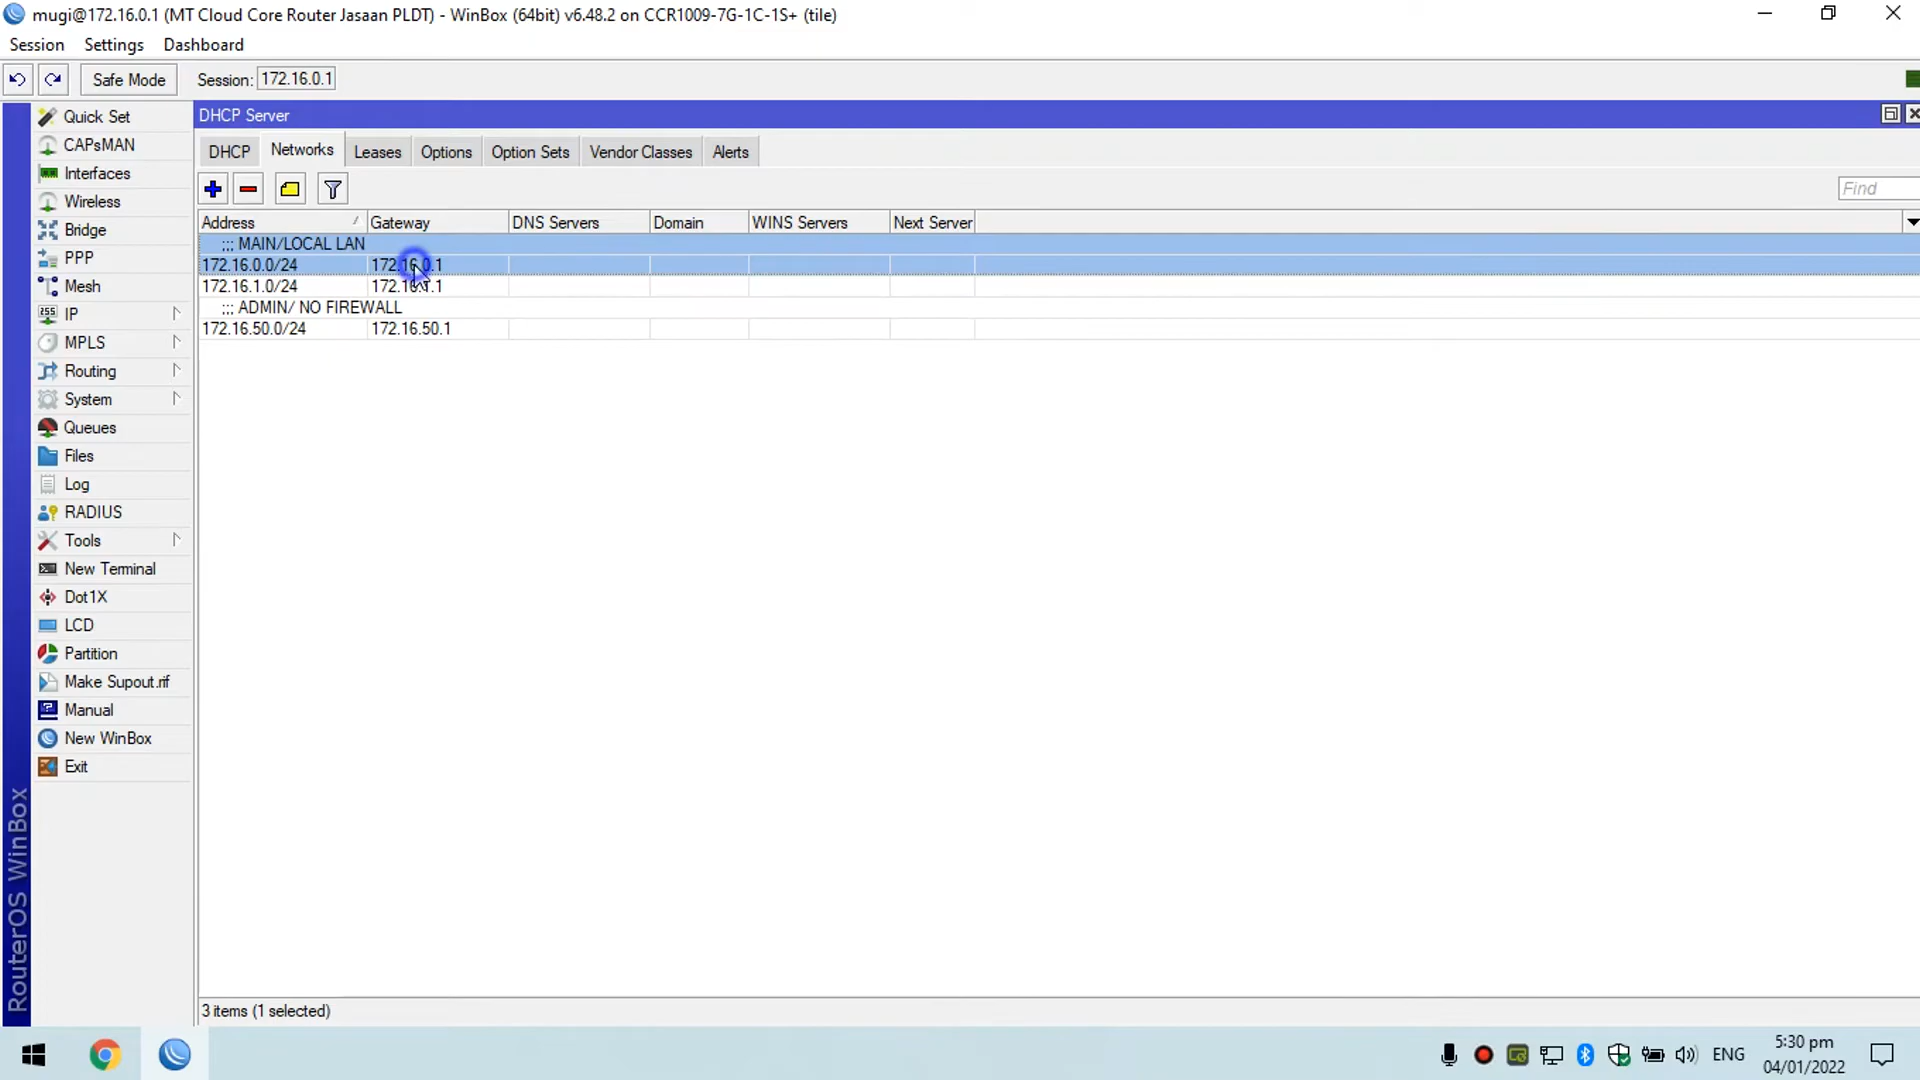 mugi@172.16.0.1 (MT Cloud Core Router Jasaan PLDT) - WinBox (64bit) v6.48.2 on CCR1009-7G-1C-1S+ (tile)
Session Settings Dashboard
Safe Mode Session: 172.16.0.1
Quick Set
CAPsMAN
Interfaces
Wireless
Bridge
PPP
Mesh
255 IP
MPLS
Routing
System
Queues
Files
Log
RADIUS
Tools
New Terminal
Dot1X
LCD
Partition
Make Supout.rif
Manual
New WinBox
Exit
RouterOS WinBox
DHCP Server
DHCP Networks Leases Options Option Sets Vendor Classes Alerts
Find
Address Gateway DNS Servers Domain WINS Servers Next Server
;;; MAIN/LOCAL LAN
172.16.0.0/24 172.16.0.1
172.16.1.0/24 172.16.1.1
;;; ADMIN/ NO FIREWALL
172.16.50.0/24 172.16.50.1
3 items (1 selected)
ENG
5:30 pm
04/01/2022